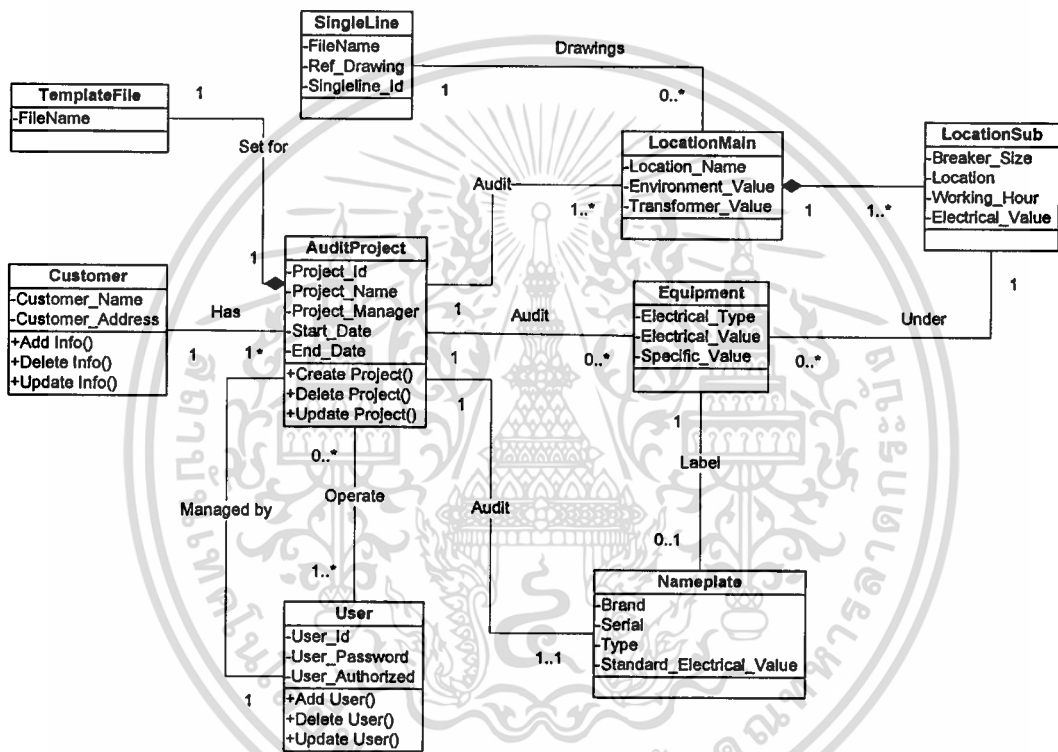 SingleLine
-FileName
-Ref_Drawing
-Singleline_Id
Drawings
1
0..*
TemplateFile
-FileName
1
Set for
1
LocationMain
-Location_Name
-Environment_Value
-Transformer_Value
1
1..*
LocationSub
-Breaker_Size
-Location
-Working_Hour
-Electrical_Value
Audit
1..*
1
Customer
-Customer_Name
-Customer_Address
+Add Info()
+Delete Info()
+Update Info()
Has
1
1*
AuditProject
-Project_Id
-Project_Name
-Project_Manager
-Start_Date
-End_Date
+Create Project()
+Delete Project()
+Update Project()
Audit
1
0..*
Equipment
-Electrical_Type
-Electrical_Value
-Specific_Value
Under
1
0..*
1
Label
0..1
Managed by
1
0..*
Operate
1..*
1
Audit
1..1
User
-User_Id
-User_Password
-User_Authorized
+Add User()
+Delete User()
+Update User()
Nameplate
-Brand
-Serial
-Type
-Standard_Electrical_Value